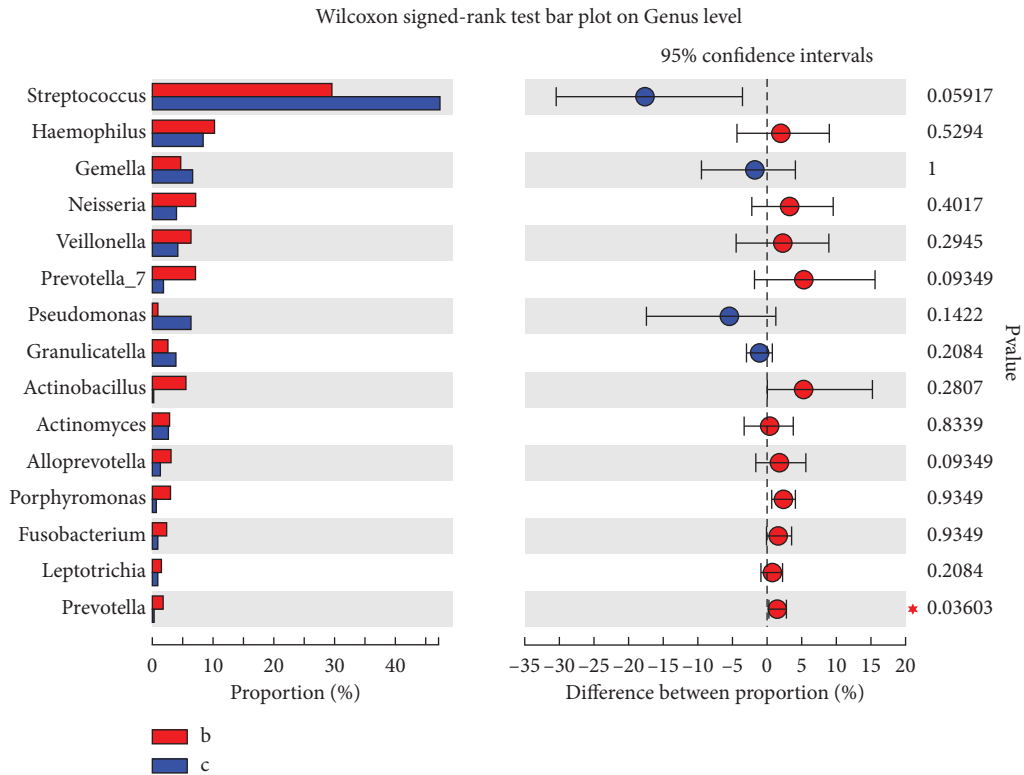 Wilcoxon signed-rank test bar plot on Genus level
95% confidence intervals
Streptococcus 0.05917
Haemophilus 0.5294
Gemella 1
Neisseria 0.4017
Veillonella 0.2945
Prevotella_7 0.09349
Pseudomonas 0.1422
Granulicatella 0.2084
Actinobacillus 0.2807
Actinomyces 0.8339
Alloprevotella 0.09349
Porphyromonas 0.9349
Fusobacterium 0.9349
Leptotrichia 0.2084
Prevotella 0.03603
Pvalue
0 10 30 40 −35 −30 −25 −20 −15 −10 −5 0 5 10 15 20
Proportion (%) Difference between proportion (%)
b
c